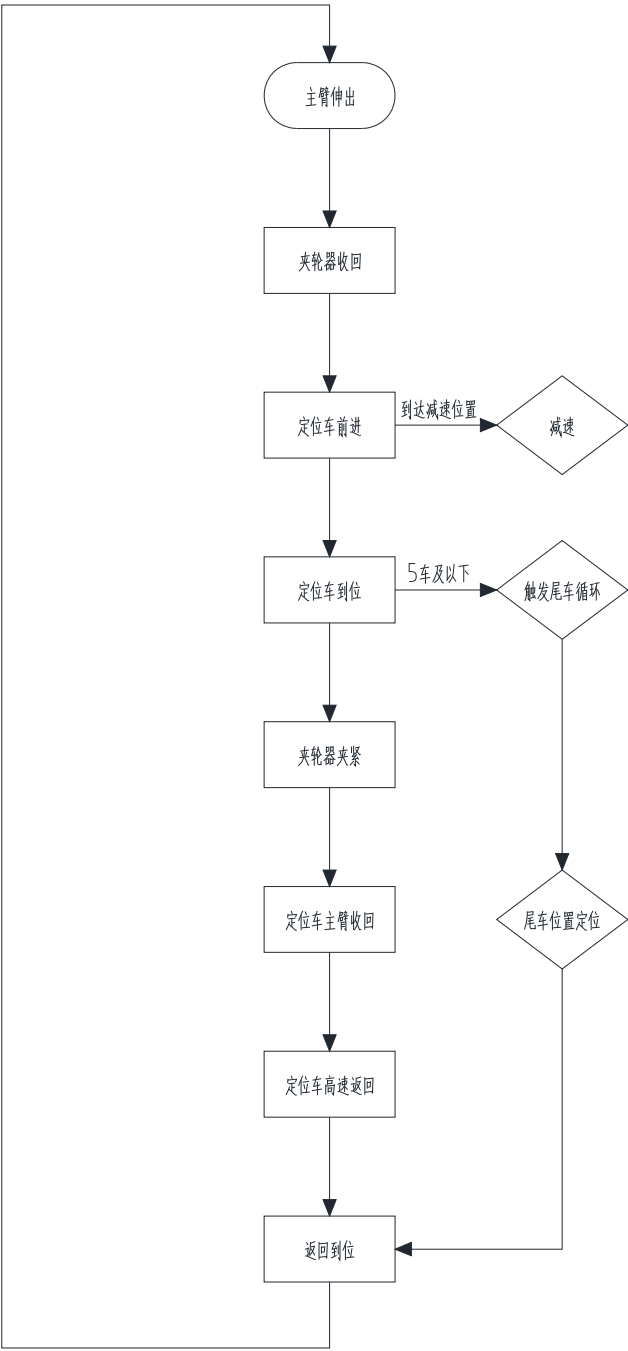 主臂伸出
夹轮器收回
定位车前进
到达减速位置
减速
定位车到位
5车及以下
触发尾车循环
夹轮器夹紧
定位车主臂收回
尾车位置定位
定位车高速返回
返回到位